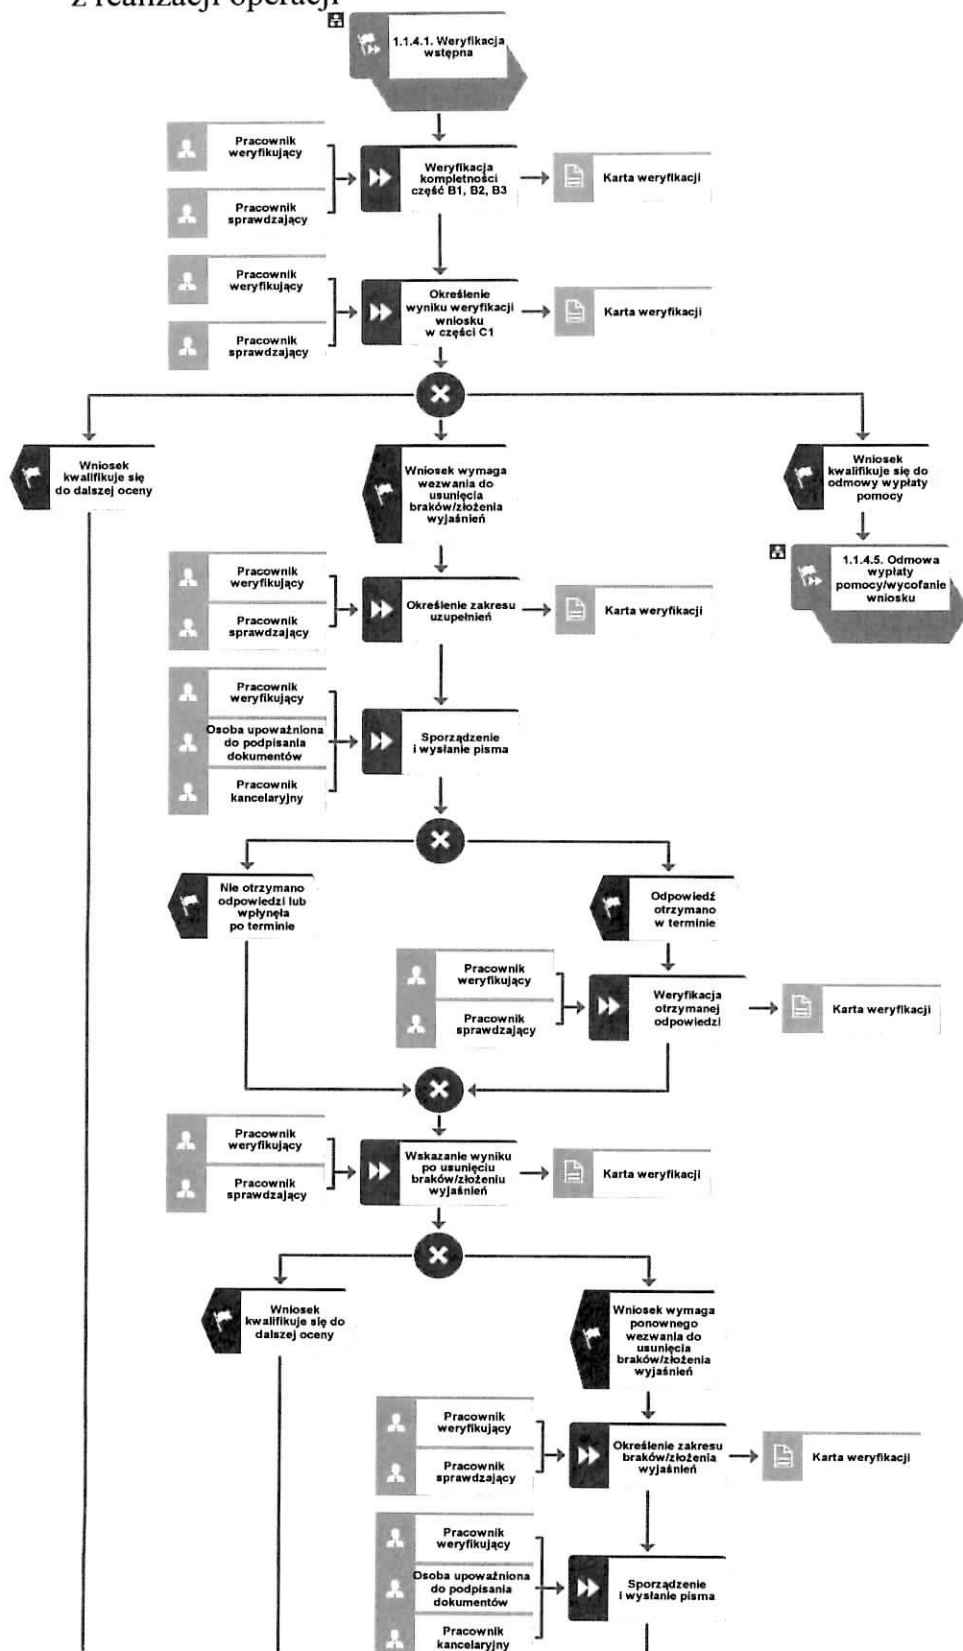 z realizacji operacji
1.1.4.1. Weryfikacja
wstępna
Pracownik
weryfikujący
Pracownik
sprawdzający
Weryfikacja
kompletności
część B1, B2, B3
Karta weryfikacji
Pracownik
weryfikujący
Pracownik
sprawdzający
Określenie
wyniku weryfikacji
wniosku
w części C1
Karta weryfikacji
Wniosek
kwalifikuje się
do dalszej oceny
Wniosek wymaga
wezwania do
usunięcia
braków/złożenia
wyjaśnień
Wniosek
kwalifikuje się do
odmowy wypłaty
pomocy
1.1.4.5. Odmowa
wypłaty
pomocy/wycofanie
wniosku
Pracownik
weryfikujący
Pracownik
sprawdzający
Określenie zakresu
uzupełnień
Karta weryfikacji
Pracownik
weryfikujący
Osoba upoważniona
do podpisania
dokumentów
Pracownik
kancelaryjny
Sporządzenie
i wysłanie pisma
Nie otrzymano
odpowiedzi lub
wpłynęła
po terminie
Odpowiedź
otrzymano
w terminie
Pracownik
weryfikujący
Pracownik
sprawdzający
Weryfikacja
otrzymanej
odpowiedzi
Karta weryfikacji
Pracownik
weryfikujący
Pracownik
sprawdzający
Wskazanie wyniku
po usunięciu
braków/złożeniu
wyjaśnień
Karta weryfikacji
Wniosek
kwalifikuje się do
dalszej oceny
Wniosek wymaga
ponownego
wezwania do
usunięcia
braków/złożenia
wyjaśnień
Pracownik
weryfikujący
Pracownik
sprawdzający
Określenie zakresu
braków/złożenia
wyjaśnień
Karta weryfikacji
Pracownik
weryfikujący
Osoba upoważniona
do podpisania
dokumentów
Pracownik
kancelaryjny
Sporządzenie
i wysłanie pisma